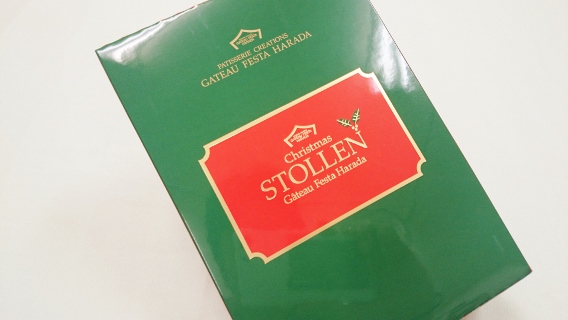 PATISSERIE CREATIONS
GATEAU FESTA HARADA
Christmas
STOLLEN
Gâteau Festa Harada